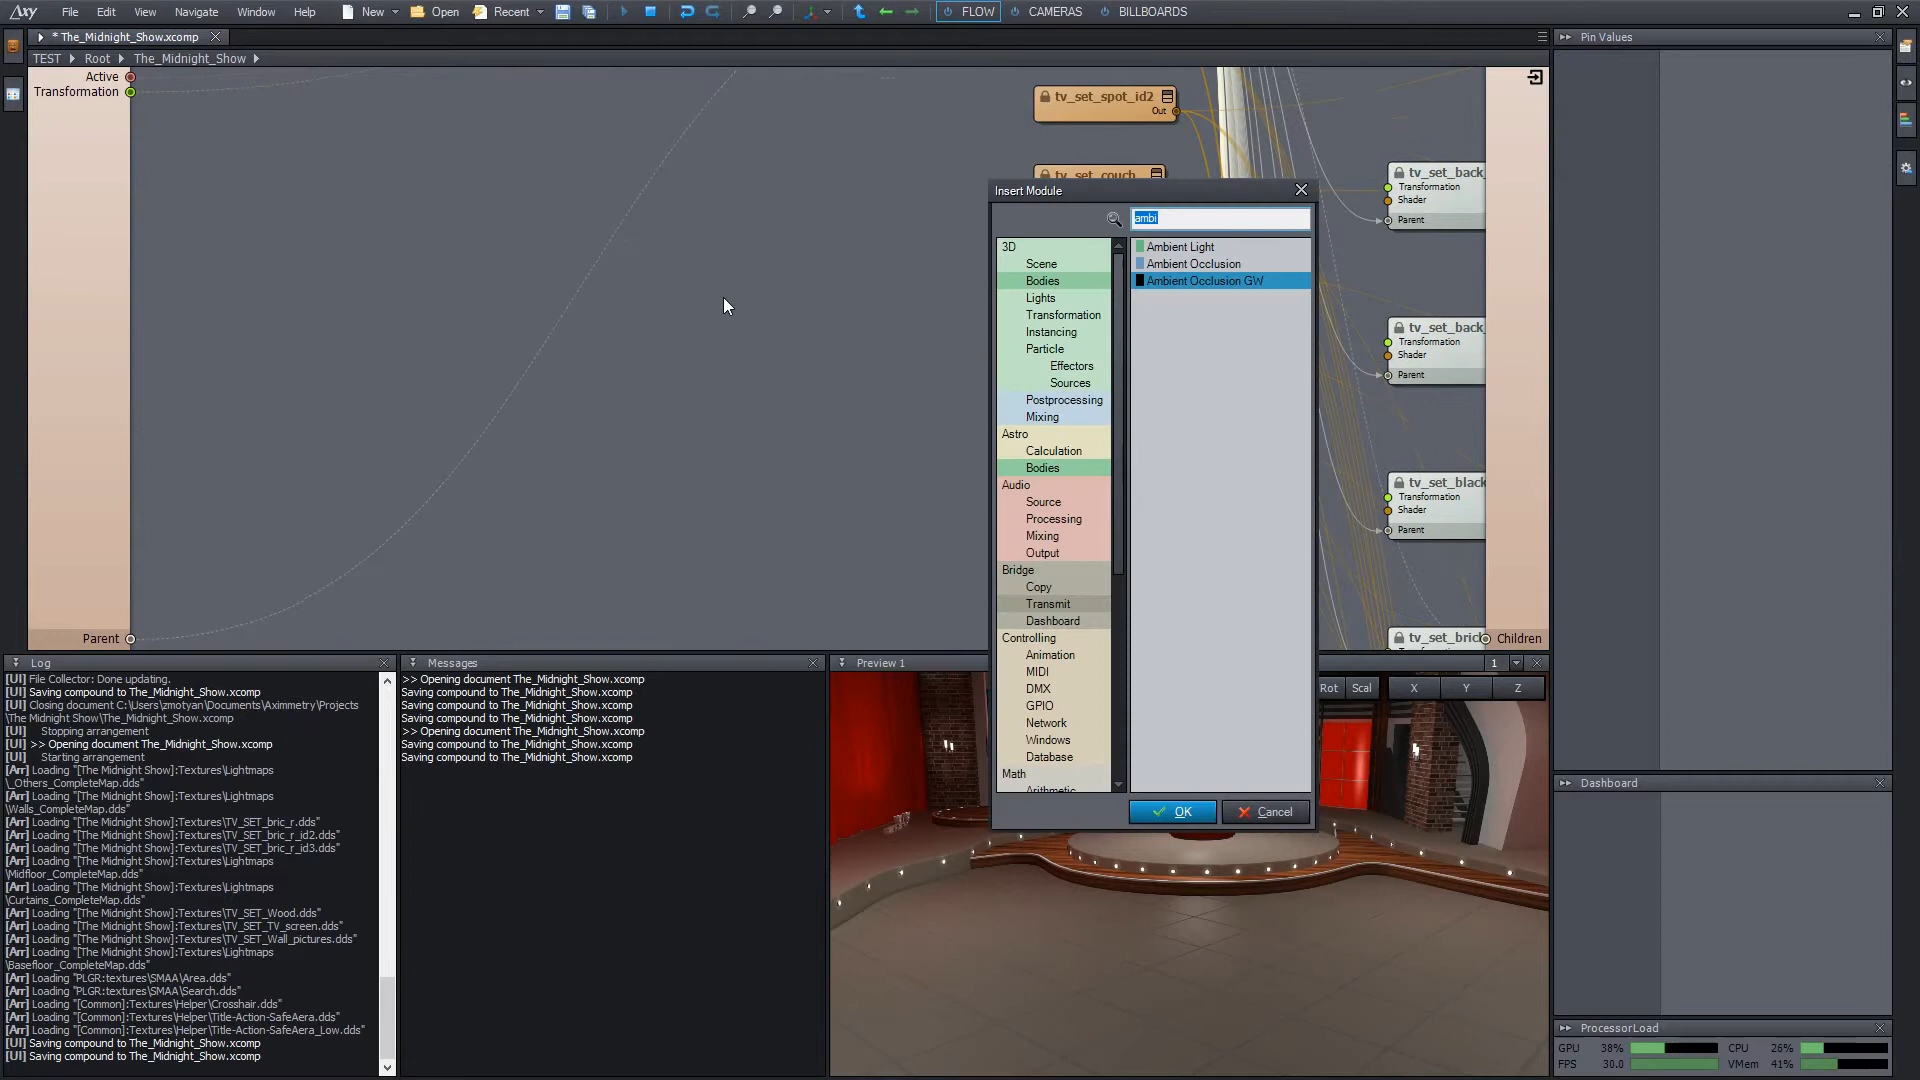 Axy File Edit View Navigate Window Help New Open Recent FLOW CAMERAS BILLBOARDS
* The_Midnight_Show.xcomp
TEST Root The_Midnight_Show
Active
Transformation
Parent
tv_set_spot_id2
Out
tv_set_couch
tv_set_back_
Transformation
Shader
Parent
tv_set_back_
Transformation
Shader
Parent
tv_set_black
Transformation
Shader
Parent
tv_set_brick
Children
Insert Module
ambi
3D
Scene
Bodies
Lights
Transformation
Instancing
Particle
Effectors
Sources
Postprocessing
Mixing
Astro
Calculation
Bodies
Audio
Source
Processing
Mixing
Output
Bridge
Copy
Transmit
Dashboard
Controlling
Animation
MIDI
DMX
GPIO
Network
Windows
Database
Math
Arithmetic
Ambient Light
Ambient Occlusion
Ambient Occlusion GW
OK Cancel
Pin Values
Log
[UI] File Collector: Done updating.
[UI] Saving compound to The_Midnight_Show.xcomp
[UI] Closing document C:\Users\zmotyan\Documents\Aximmetry\Projects
\The Midnight Show\The_Midnight_Show.xcomp
[UI] Stopping arrangement
[UI] >> Opening document The_Midnight_Show.xcomp
[UI] Starting arrangement
[Arr] Loading "[The Midnight Show]:Textures\Lightmaps
\_Others_CompleteMap.dds"
[Arr] Loading "[The Midnight Show]:Textures\Lightmaps
\Walls_CompleteMap.dds"
[Arr] Loading "[The Midnight Show]:Textures\TV_SET_bric_r.dds"
[Arr] Loading "[The Midnight Show]:Textures\TV_SET_bric_r_id2.dds"
[Arr] Loading "[The Midnight Show]:Textures\TV_SET_bric_r_id3.dds"
[Arr] Loading "[The Midnight Show]:Textures\Lightmaps
\Midfloor_CompleteMap.dds"
[Arr] Loading "[The Midnight Show]:Textures\Lightmaps
\Curtains_CompleteMap.dds"
[Arr] Loading "[The Midnight Show]:Textures\TV_SET_Wood.dds"
[Arr] Loading "[The Midnight Show]:Textures\TV_SET_TV_screen.dds"
[Arr] Loading "[The Midnight Show]:Textures\TV_SET_Wall_pictures.dds"
[Arr] Loading "[The Midnight Show]:Textures\Lightmaps
\Basefloor_CompleteMap.dds"
[Arr] Loading "PLGR:textures\SMAA\Area.dds"
[Arr] Loading "PLGR:textures\SMAA\Search.dds"
[Arr] Loading "[Common]:Textures\Helper\Crosshair.dds"
[Arr] Loading "[Common]:Textures\Helper\Title-Action-SafeAera.dds"
[Arr] Loading "[Common]:Textures\Helper\Title-Action-SafeAera_Low.dds"
[UI] Saving compound to The_Midnight_Show.xcomp
[UI] Saving compound to The_Midnight_Show.xcomp
Messages
>> Opening document The_Midnight_Show.xcomp
Saving compound to The_Midnight_Show.xcomp
Saving compound to The_Midnight_Show.xcomp
Saving compound to The_Midnight_Show.xcomp
>> Opening document The_Midnight_Show.xcomp
Saving compound to The_Midnight_Show.xcomp
Saving compound to The_Midnight_Show.xcomp
Preview 1
1
Rot Scal X Y Z
Dashboard
ProcessorLoad
GPU 38% CPU 26%
FPS 30.0 VMem 41%